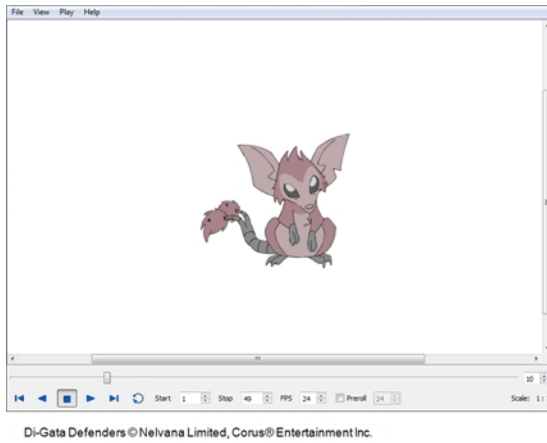 File View Play Help
10
Start 1 Stop 49 FPS 24 Preroll 24 Scale: 1:
Di-Gata Defenders © Nelvana Limited, Corus® Entertainment Inc.